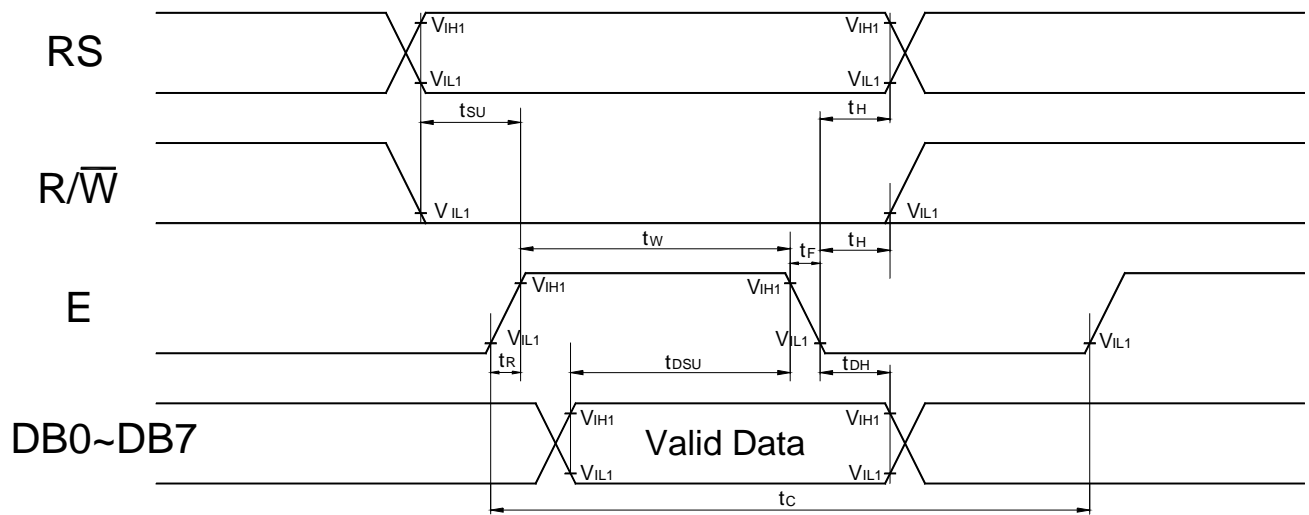 RS
VIH1
VIH1
VIL1
VIL1
tSU
tH
R/W̅
VIL1
VIL1
tW
tF
tH
E
VIH1
VIH1
VIL1
VIL1
VIL1
tR
tDSU
tDH
DB0~DB7
VIH1
VIH1
Valid Data
VIL1
VIL1
tC